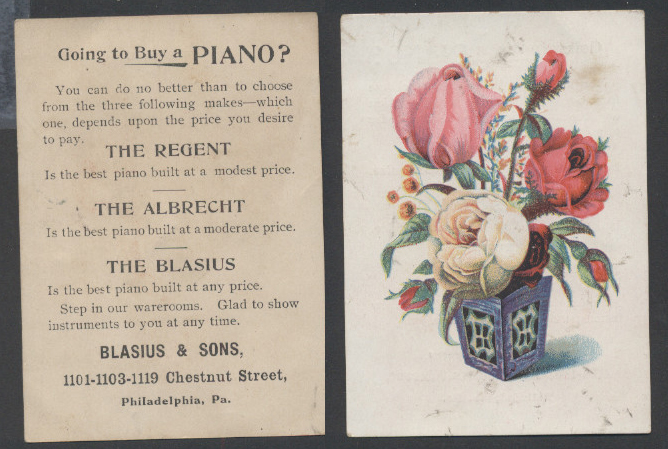 Going to Buy a PIANO?
You can do no better than to choose
from the three following makes—which
one, depends upon the price you desire
to pay.
THE REGENT
Is the best piano built at a modest price.
THE ALBRECHT
Is the best piano built at a moderate price.
THE BLASIUS
Is the best piano built at any price.
Step in our warerooms. Glad to show
instruments to you at any time.
BLASIUS & SONS,
1101-1103-1119 Chestnut Street,
Philadelphia, Pa.